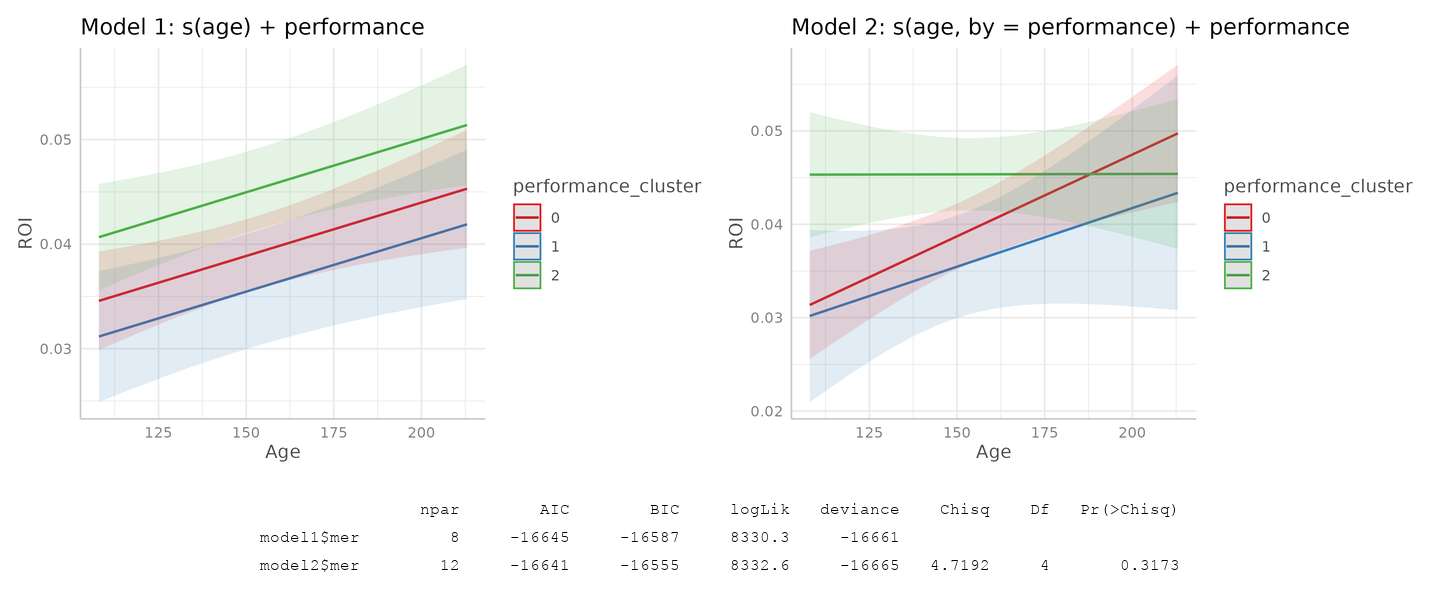 Model 1: s(age) + performance
0.05
0.04
0.03
ROI
125 150 175 200
Age
performance_cluster
0
1
2
Model 2: s(age, by = performance) + performance
0.05
0.04
0.03
0.02
ROI
125 150 175 200
Age
performance_cluster
0
1
2
npar AIC BIC logLik deviance Chisq Df Pr(>Chisq)
model1$mer 8 -16645 -16587 8330.3 -16661
model2$mer 12 -16641 -16555 8332.6 -16665 4.7192 4 0.3173